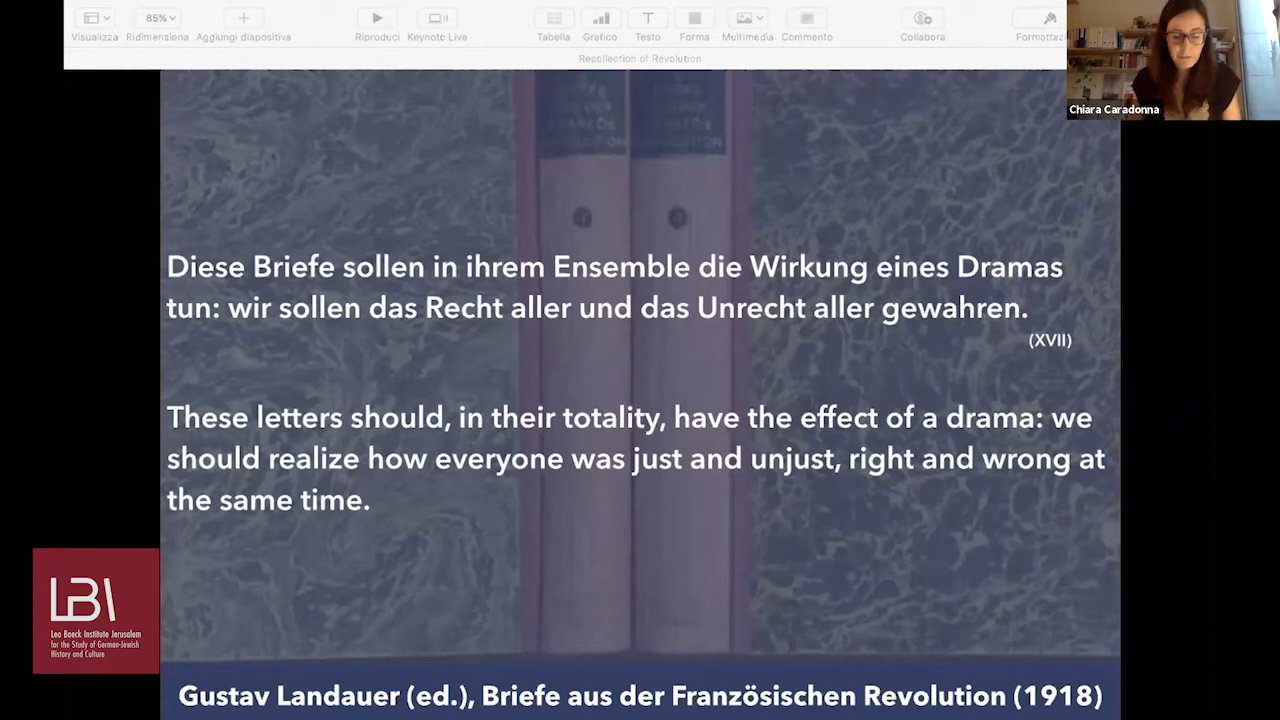 85%
Visualizza
Ridimensiona
Aggiungi diapositiva
Riproduci
Keynote Live
Tabella
Grafico
Testo
Forma
Multimedia
Commento
Collabora
Formattazi
Recollection of Revolution
Chiara Caradonna
Diese Briefe sollen in ihrem Ensemble die Wirkung eines Dramas
tun: wir sollen das Recht aller und das Unrecht aller gewahren.
(XVII)
These letters should, in their totality, have the effect of a drama: we
should realize how everyone was just and unjust, right and wrong at
the same time.
LBI
Leo Baeck Institute Jerusalem
for the Study of German-Jewish
History and Culture
Gustav Landauer (ed.), Briefe aus der Französischen Revolution (1918)